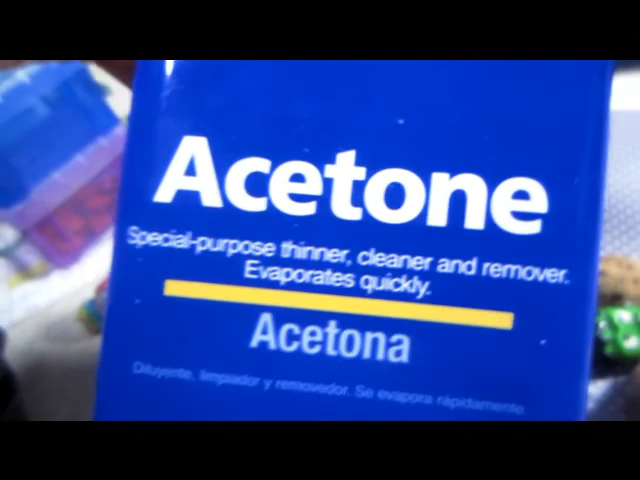 Acetone
Special-purpose thinner, cleaner and remover.
Evaporates quickly.
Acetona
Diluyente, limpiador y removedor. Se evapora rápidamente.